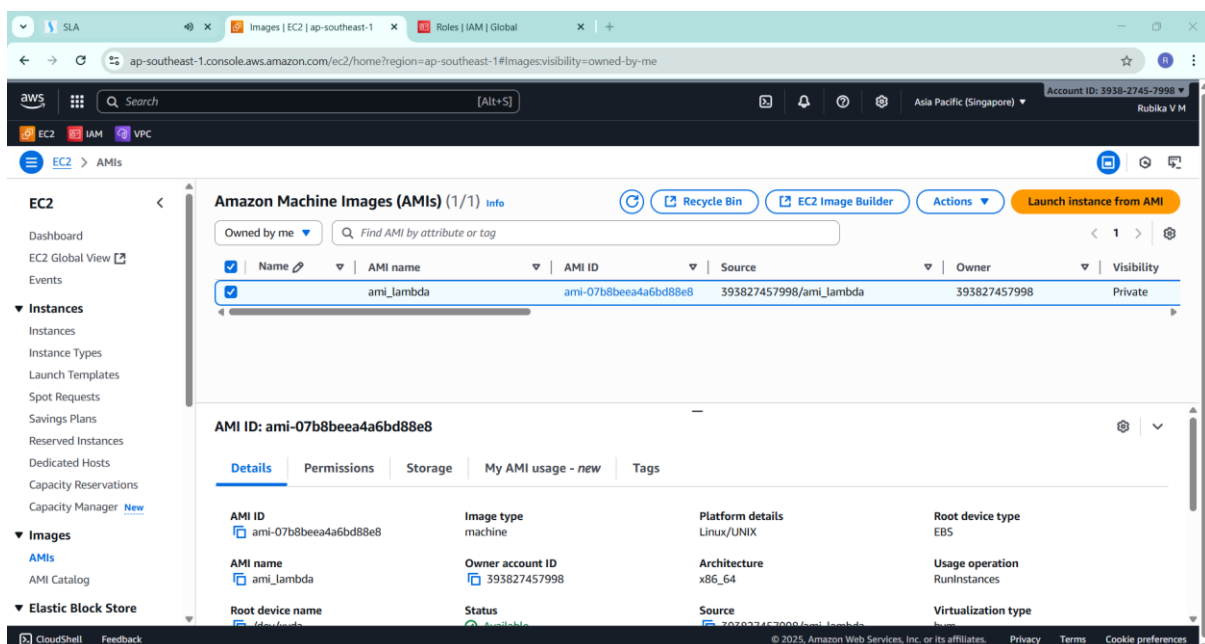 SLA
Images | EC2 | ap-southeast-1
Roles | IAM | Global
ap-southeast-1.console.aws.amazon.com/ec2/home?region=ap-southeast-1#Images:visibility=owned-by-me
R
aws
Search
[Alt+S]
Asia Pacific (Singapore)
Account ID: 3938-2745-7998
Rubika V M
EC2
IAM
VPC
EC2 > AMIs
EC2
Dashboard
EC2 Global View
Events
Instances
Instances
Instance Types
Launch Templates
Spot Requests
Savings Plans
Reserved Instances
Dedicated Hosts
Capacity Reservations
Capacity Manager New
Images
AMIs
AMI Catalog
Elastic Block Store
Amazon Machine Images (AMIs) (1/1) Info
Recycle Bin
EC2 Image Builder
Actions
Launch instance from AMI
Owned by me
Find AMI by attribute or tag
1
Name AMI name AMI ID Source Owner Visibility
ami_lambda ami-07b8beea4a6bd88e8 393827457998/ami_lambda 393827457998 Private
AMI ID: ami-07b8beea4a6bd88e8
Details Permissions Storage My AMI usage - new Tags
AMI ID Image type Platform details Root device type
ami-07b8beea4a6bd88e8 machine Linux/UNIX EBS
AMI name Owner account ID Architecture Usage operation
ami_lambda 393827457998 x86_64 RunInstances
Root device name Status Source Virtualization type
/dev/xvda Available 393827457998/ami_lambda hvm
CloudShell Feedback
© 2025, Amazon Web Services, Inc. or its affiliates. Privacy Terms Cookie preferences